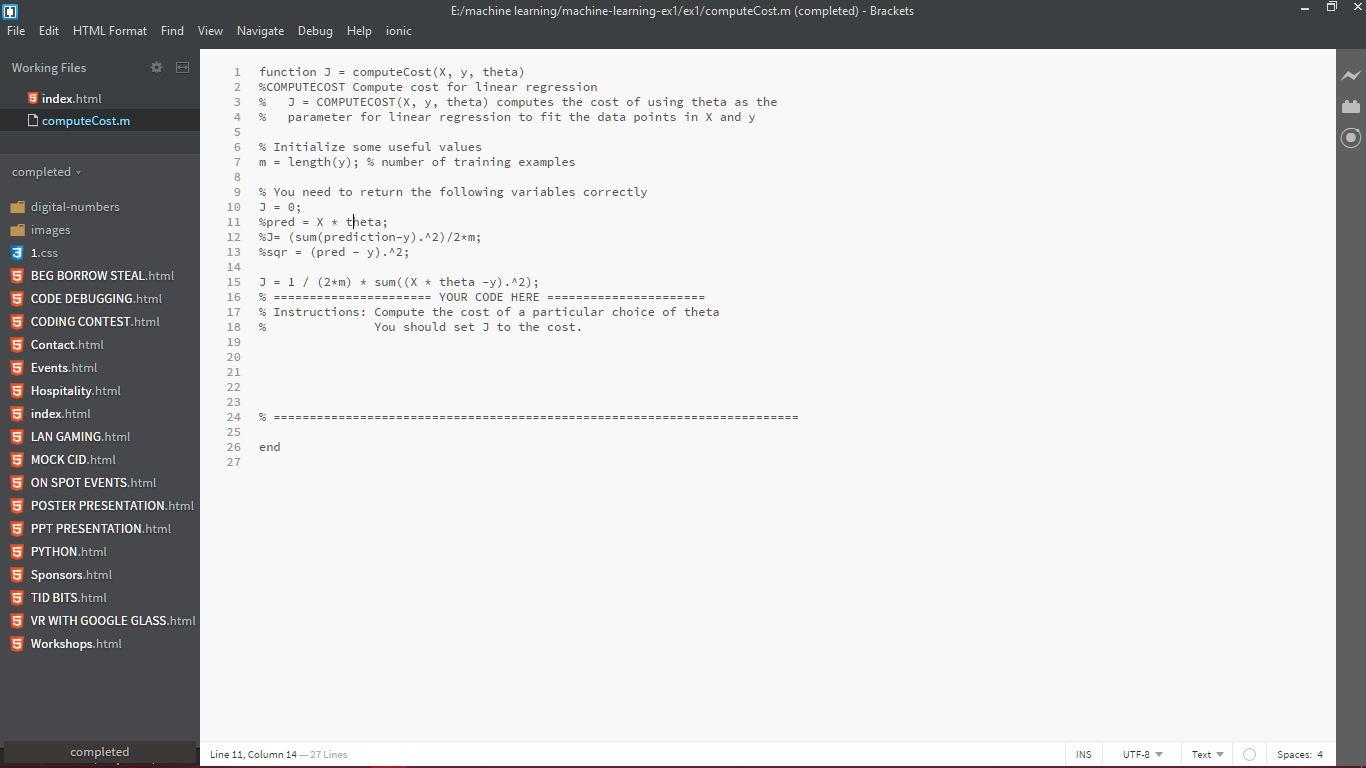 E:/machine learning/machine-learning-ex1/ex1/computeCost.m (completed) - Brackets
File Edit HTML Format Find View Navigate Debug Help ionic
Working Files
index.html
computeCost.m
completed
digital-numbers
images
1.css
BEG BORROW STEAL.html
CODE DEBUGGING.html
CODING CONTEST.html
Contact.html
Events.html
Hospitality.html
index.html
LAN GAMING.html
MOCK CID.html
ON SPOT EVENTS.html
POSTER PRESENTATION.html
PPT PRESENTATION.html
PYTHON.html
Sponsors.html
TID BITS.html
VR WITH GOOGLE GLASS.html
Workshops.html
completed
1 function J = computeCost(X, y, theta)
2 %COMPUTECOST Compute cost for linear regression
3 %   J = COMPUTECOST(X, y, theta) computes the cost of using theta as the
4 %   parameter for linear regression to fit the data points in X and y
5
6 % Initialize some useful values
7 m = length(y); % number of training examples
8
9 % You need to return the following variables correctly
10 J = 0;
11 %pred = X * theta;
12 %J= (sum(prediction-y).^2)/2*m;
13 %sqr = (pred - y).^2;
14
15 J = 1 / (2*m) * sum((X * theta -y).^2);
16 % ====================== YOUR CODE HERE ======================
17 % Instructions: Compute the cost of a particular choice of theta
18 %               You should set J to the cost.
19
20
21
22
23
24 % =========================================================================
25
26 end
27
Line 11, Column 14 — 27 Lines
INS UTF-8 Text Spaces: 4